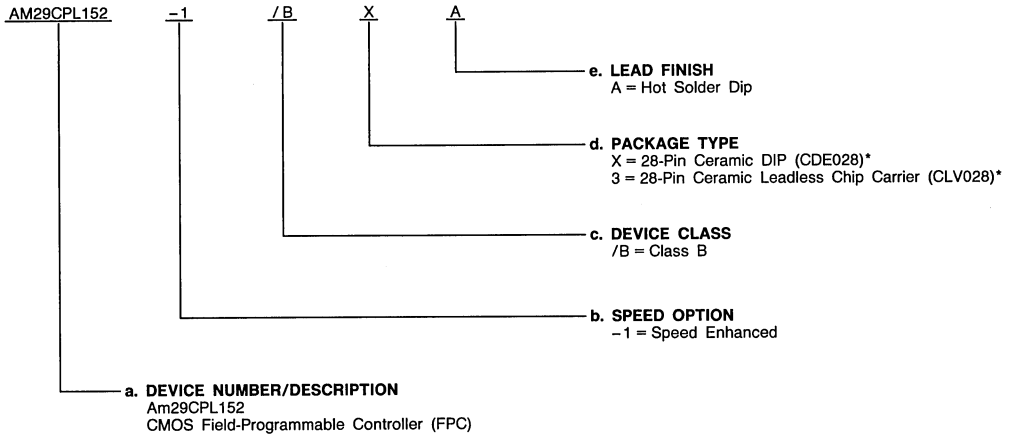 AM29CPL152 –1 /B X A
e. LEAD FINISH
A = Hot Solder Dip
d. PACKAGE TYPE
X = 28-Pin Ceramic DIP (CDE028)*
3 = 28-Pin Ceramic Leadless Chip Carrier (CLV028)*
c. DEVICE CLASS
/B = Class B
b. SPEED OPTION
–1 = Speed Enhanced
a. DEVICE NUMBER/DESCRIPTION
Am29CPL152
CMOS Field-Programmable Controller (FPC)